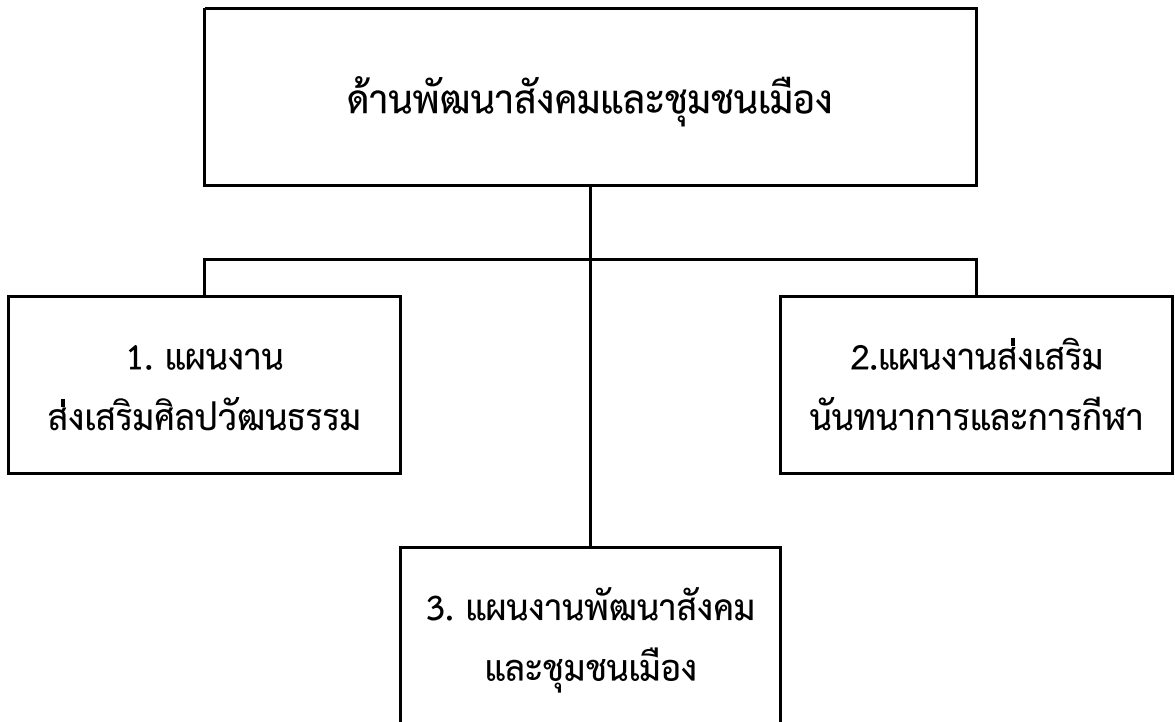 ด้านพัฒนาสังคมและชุมชนเมือง
1. แผนงาน
ส่งเสริมศิลปวัฒนธรรม
2.แผนงานส่งเสริม
นันทนาการและการกีฬา
3. แผนงานพัฒนาสังคม
และชุมชนเมือง